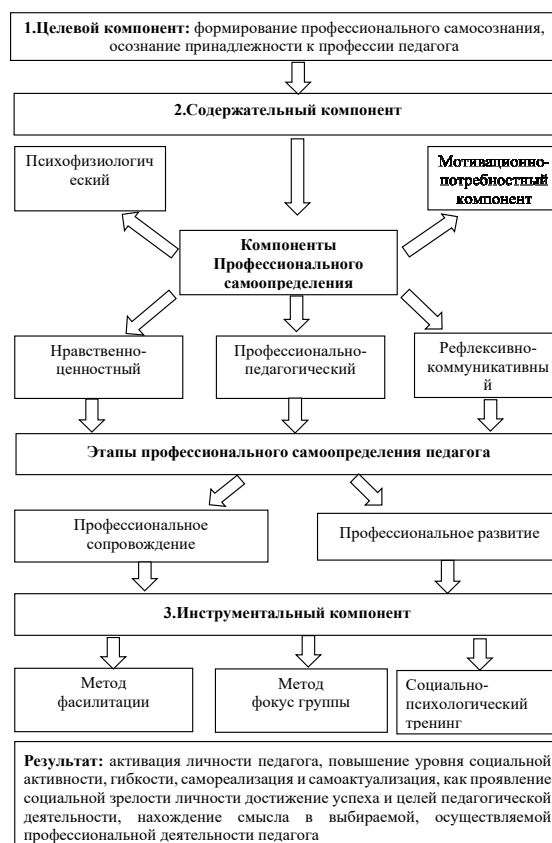 1.Целевой компонент: формирование профессионального самосознания,
осознание принадлежности к профессии педагога
2.Содержательный компонент
Психофизиологич
еский
Мотивационно-
потребностный
компонент
Компоненты
Профессионального
самоопределения
Нравственно-
ценностный
Профессионально-
педагогический
Рефлексивно-
коммуникативны
й
Этапы профессионального самоопределения педагога
Профессиональное
сопровождение
Профессиональное развитие
3.Инструментальный компонент
Метод
фасилитации
Метод
фокус группы
Социально-
психологический
тренинг
Результат: активация личности педагога, повышение уровня социальной
активности, гибкости, самореализация и самоактуализация, как проявление
социальной зрелости личности достижение успеха и целей педагогической
деятельности, нахождение смысла в выбираемой, осуществляемой
профессиональной деятельности педагога